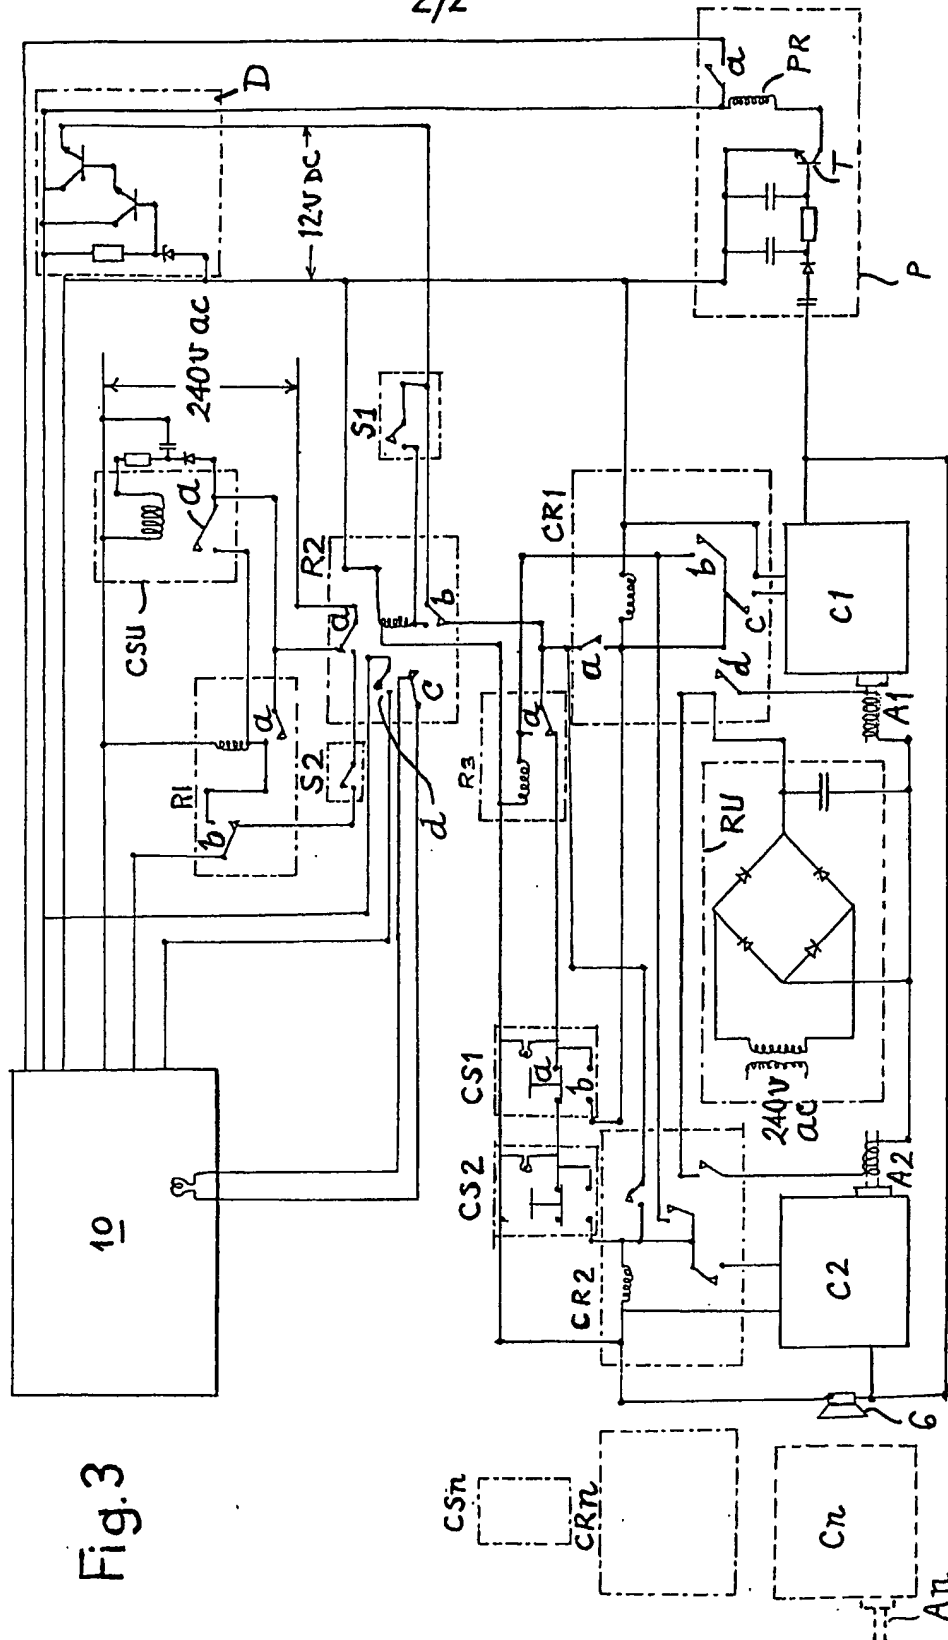 2/2
D
a
PR
T
P
12V DC
240V ac
S1
CSU
a
R2
a
b
c
d
R1
a
b
S2
CR1
a
b
c
d
C1
A1
R3
a
RU
240V
ac
CS1
a
b
CS2
CR2
A2
C2
6
10
Fig.3
CSn
CRn
Cn
An